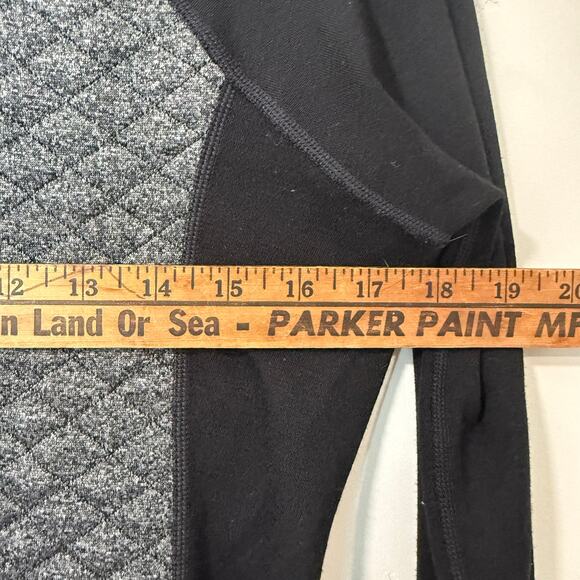 12 13 14 15 16 17 18 19 20
n Land Or Sea - PARKER PAINT MF